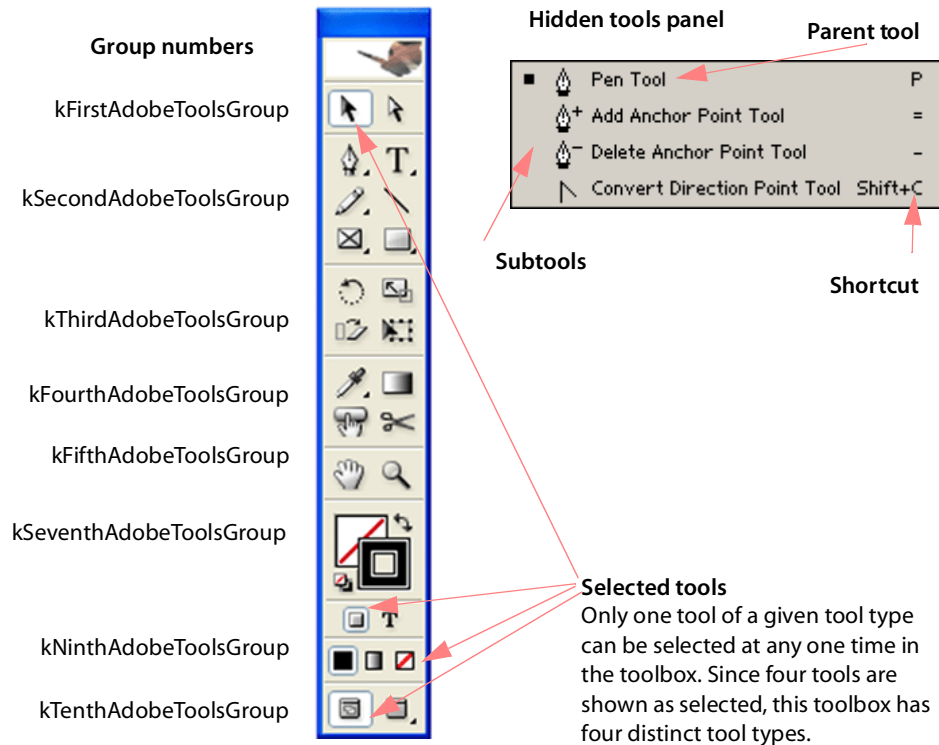 Group numbers
kFirstAdobeToolsGroup
kSecondAdobeToolsGroup
kThirdAdobeToolsGroup
kFourthAdobeToolsGroup
kFifthAdobeToolsGroup
kSeventhAdobeToolsGroup
kNinthAdobeToolsGroup
kTenthAdobeToolsGroup
T
T
Hidden tools panel
Parent tool
Pen Tool P
Add Anchor Point Tool =
Delete Anchor Point Tool -
Convert Direction Point Tool Shift+C
Subtools
Shortcut
Selected tools
Only one tool of a given tool type
can be selected at any one time in
the toolbox. Since four tools are
shown as selected, this toolbox has
four distinct tool types.